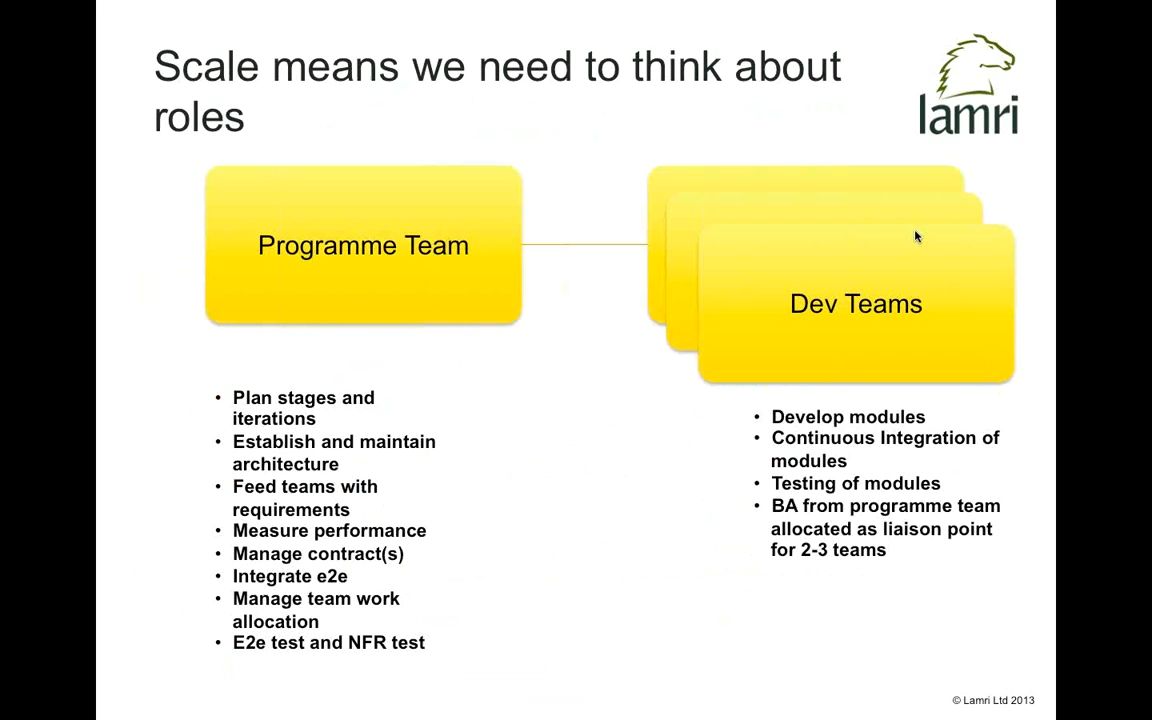 Scale means we need to think about
roles
lamri
Programme Team
Dev Teams
• Plan stages and
iterations
• Establish and maintain
architecture
• Feed teams with
requirements
• Measure performance
• Manage contract(s)
• Integrate e2e
• Manage team work
allocation
• E2e test and NFR test
• Develop modules
• Continuous Integration of
modules
• Testing of modules
• BA from programme team
allocated as liaison point
for 2-3 teams
© Lamri Ltd 2013